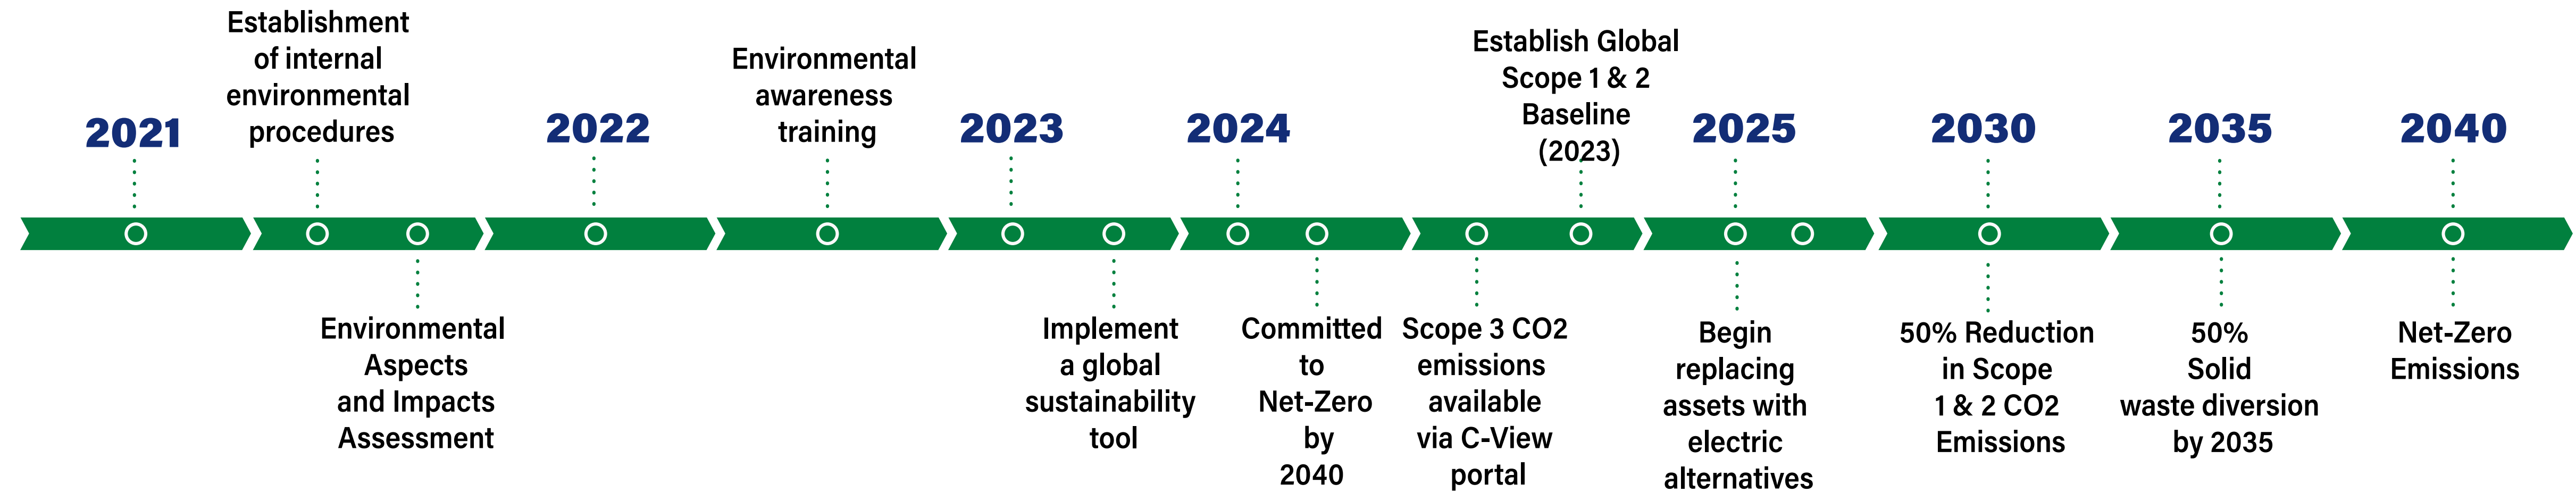 2021
Establishment
of internal
environmental
procedures
Environmental
Aspects
and Impacts
Assessment
2022
Environmental
awareness
training
2023
Implement
a global
sustainability
tool
2024
Committed
to
Net-Zero
by
2040
Scope 3 CO2
emissions
available
via C-View
portal
Establish Global
Scope 1 & 2
Baseline
(2023)
2025
Begin
replacing
assets with
electric
alternatives
2030
50% Reduction
in Scope
1 & 2 CO2
Emissions
2035
50%
Solid
waste diversion
by 2035
2040
Net-Zero
Emissions